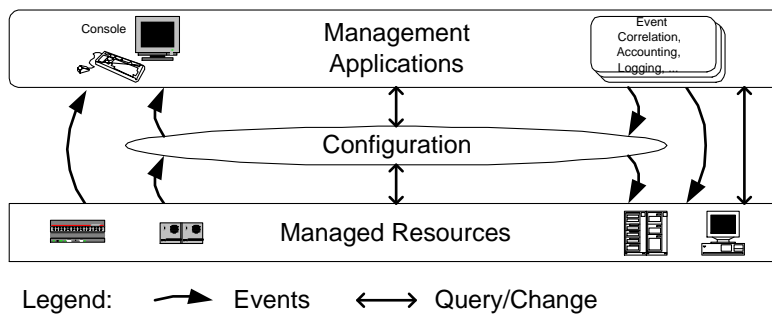 Console
Management
Applications
Event
Correlation,
Accounting,
Logging, ...
Configuration
Managed Resources
Legend: Events Query/Change